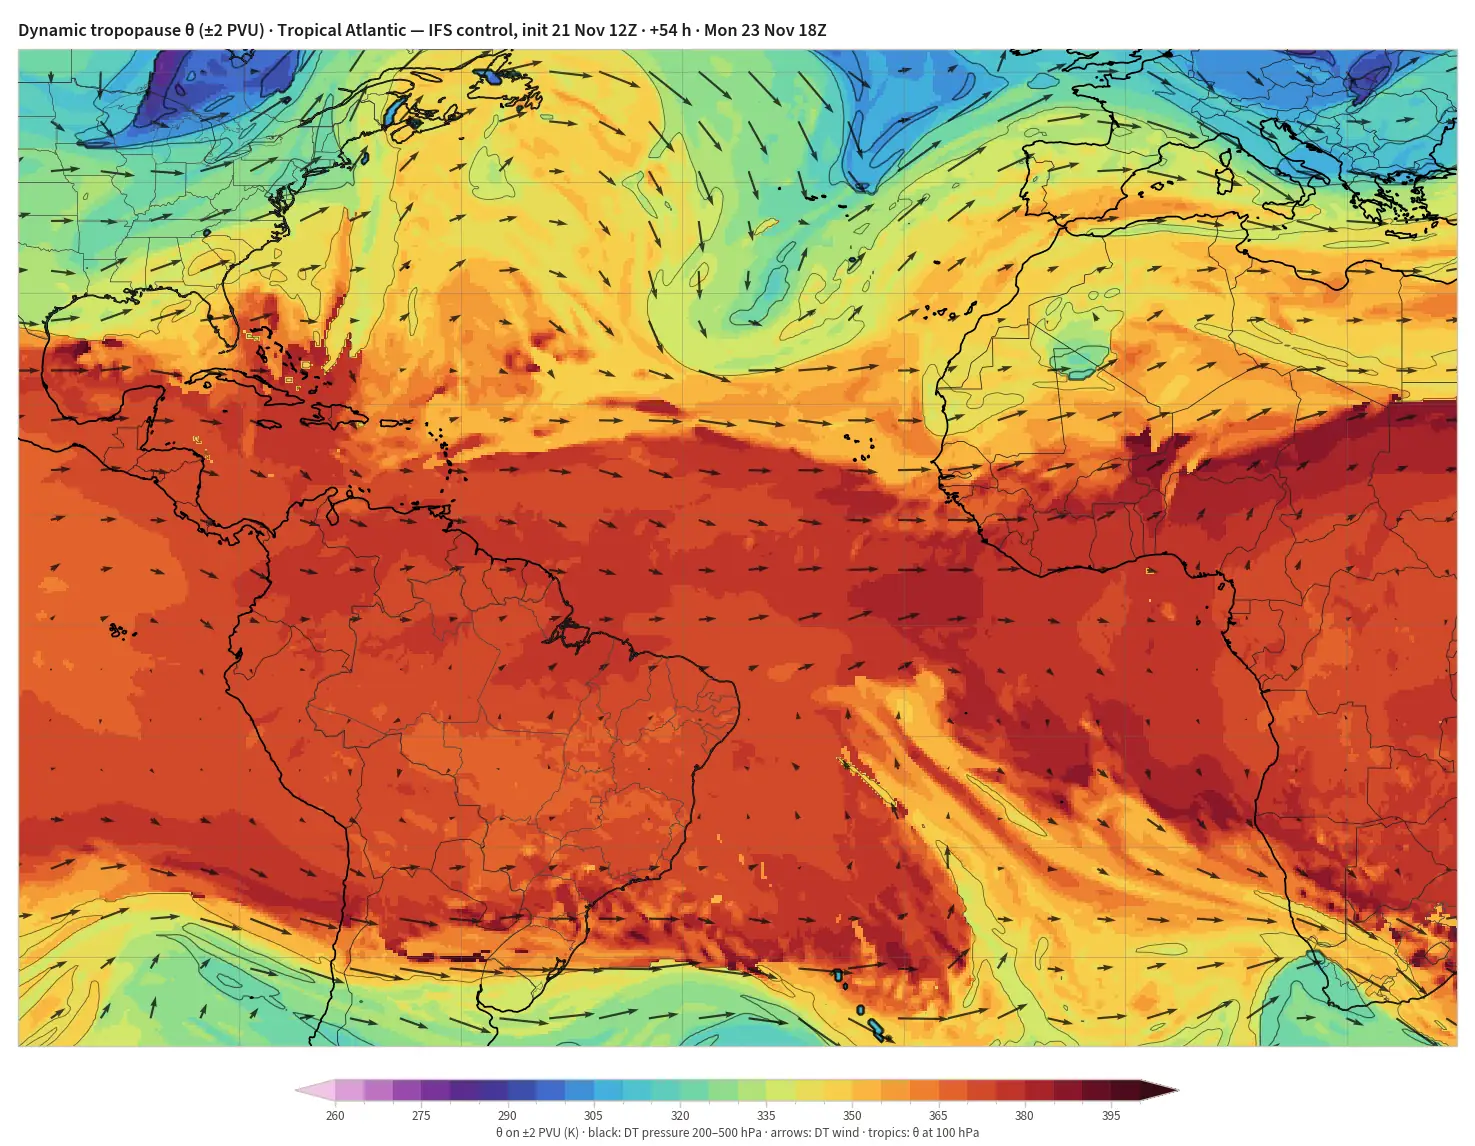 Dynamic tropopause θ (±2 PVU) · Tropical Atlantic — IFS control, init 21 Nov 12Z · +54 h · Mon 23 Nov 18Z
260 275 290 305 320 335 350 365 380 395
θ on ±2 PVU (K) · black: DT pressure 200–500 hPa · arrows: DT wind · tropics: θ at 100 hPa